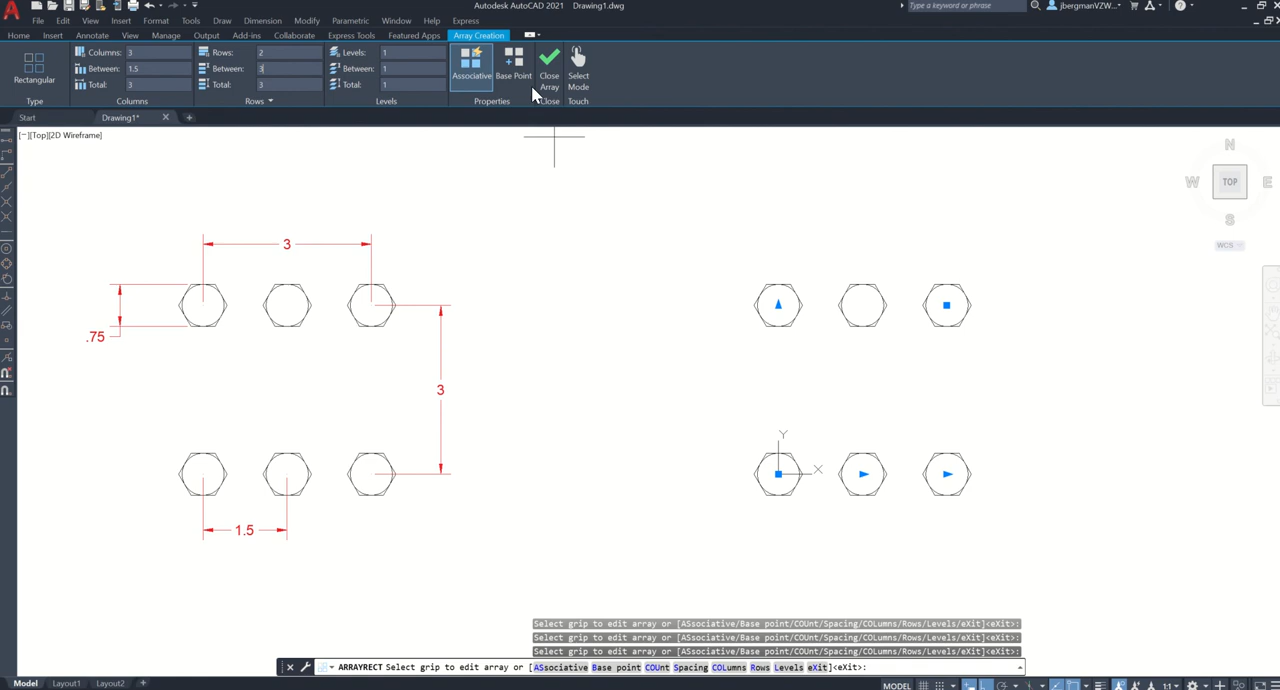 Autodesk AutoCAD 2021 Drawing1.dwg
Type a keyword or phrase
jbergmanVZW...
File Edit View Insert Format Tools Draw Dimension Modify Parametric Window Help Express
Home Insert Annotate View Manage Output Add-ins Collaborate Express Tools Featured Apps Array Creation
Columns: 3 Rows: 2 Levels: 1
Between: 1.5 Between: 3 Between: 1
Total: 3 Total: 3 Total: 1
Rectangular
Associative Base Point Close Array Select Mode
Type Columns Rows Levels Properties Close Touch
Start Drawing1*
[−][Top][2D Wireframe]
N
W TOP E
S
WCS
3
.75
3
1.5
Y
X
Select grip to edit array or [ASsociative/Base point/COUnt/Spacing/COLumns/Rows/Levels/eXit]<eXit>:
Select grip to edit array or [ASsociative/Base point/COUnt/Spacing/COLumns/Rows/Levels/eXit]<eXit>:
Select grip to edit array or [ASsociative/Base point/COUnt/Spacing/COLumns/Rows/Levels/eXit]<eXit>:
ARRAYRECT Select grip to edit array or [ASsociative Base point COUnt Spacing COLumns Rows Levels eXit]<eXit>:
Model Layout1 Layout2
MODEL 1:1